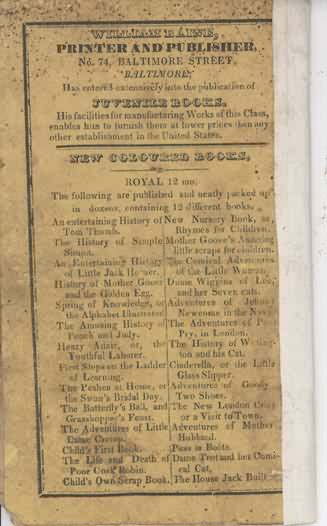 WILLIAM RAINE,
PRINTER AND PUBLISHER,
No. 74, BALTIMORE STREET,
BALTIMORE,
Has entered extensively into the publication of
JUVENILE BOOKS.
His facilities for manufacturing Works of this Class,
enables him to furnish them at lower prices than any
other establishment in the United States.
NEW COLOURED BOOKS,
ROYAL 12 mo.
The following are published and neatly packed up
in dozens, containing 12 different books.
An entertaining History of
Tom Thumb.
The History of Simple
Simon.
An Entertaining History
of Little Jack Horner.
History of Mother Goose
and the Golden Egg.
Spring of Knowledge, or
the Alphabet Illustrated
The Amusing History of
Punch and Judy.
Henry Adair, or, the
Youthful Laborer.
First Steps on the Ladder
of Learning.
The Peahen at Home, or
the Swan's Bridal Day.
The Butterfly's Ball, and
Grasshopper's Feast.
The Adventures of Little
Dame Crump.
Child's First Book.
The Life and Death of
Poor Cock Robin.
Child's Own Scrap Book.
New Nursery Book, or
Rhymes for Children.
Mother Goose's Amusing
little scraps for children.
The Comical Adventures
of the Little Woman,
Dame Wiggins of Lee,
and her Seven cats.
Adventures of Johnny
Newcome in the Navy
The Adventures of Paul
Pry, in London.
The History of Whitting-
ton and his Cat.
Cinderella, or the Little
Glass Slipper.
Adventures of Goody
Two Shoes.
The New London Cries
or a Visit to Town.
Adventures of Mother
Hubbard.
Puss in Boots.
Dame Trot and her Comi-
cal Cat.
The House Jack Built